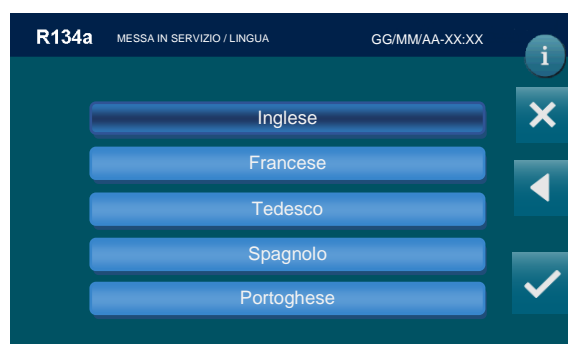 R134a MESSA IN SERVIZIO / LINGUA GG/MM/AA-XX:XX
i
Inglese
Francese
Tedesco
Spagnolo
Portoghese